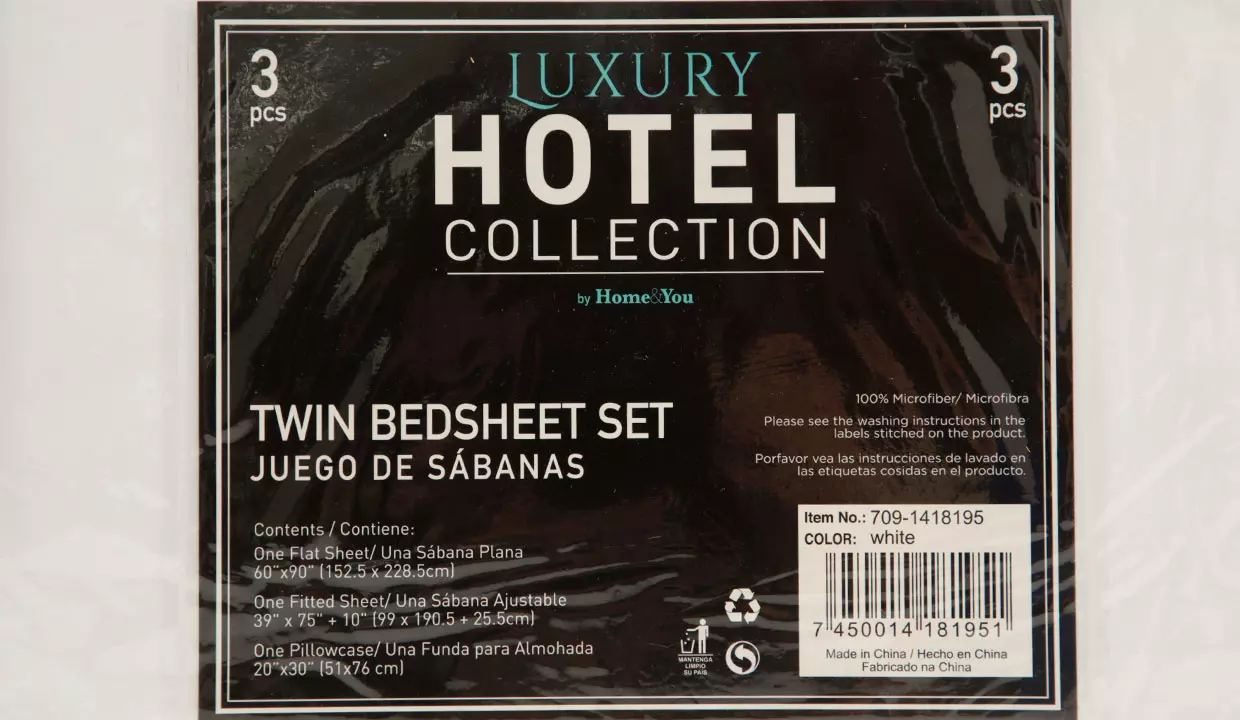 3
pcs
3
pcs
LUXURY
HOTEL
COLLECTION
by Home&You
TWIN BEDSHEET SET
JUEGO DE SÁBANAS
Contents / Contiene:
One Flat Sheet/ Una Sábana Plana
60"x90" (152.5 x 228.5cm)
One Fitted Sheet/ Una Sábana Ajustable
39" x 75" + 10" (99 x 190.5 + 25.5cm)
One Pillowcase/ Una Funda para Almohada
20"x30" (51x76 cm)
100% Microfiber/ Microfibra
Please see the washing instructions in the
labels stitched on the product.
Porfavor vea las instrucciones de lavado en
las etiquetas cosidas en el producto.
MANTENGA
LIMPIO
SU PAIS
Item No.: 709-1418195
COLOR: white
7 450014 181951
Made in China / Hecho en China
Fabricado na China